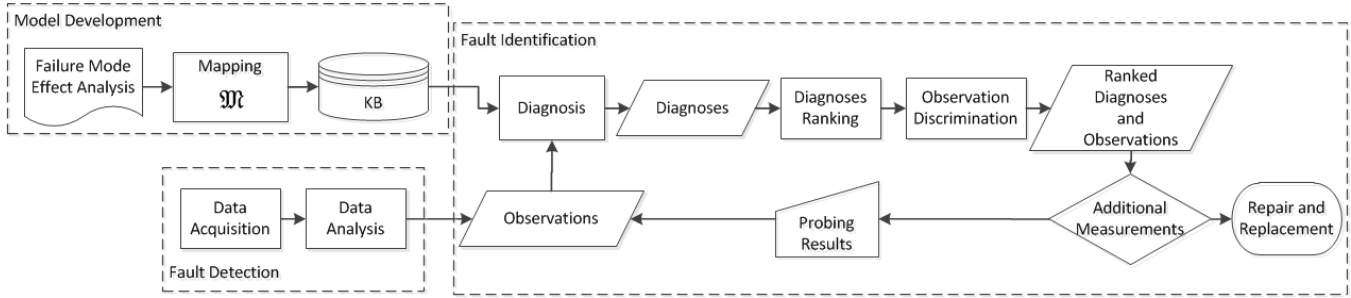 Model Development
Failure Mode
Effect Analysis
Mapping
𝔐
KB
Fault Identification
Diagnosis
Diagnoses
Diagnoses
Ranking
Observation
Discrimination
Ranked
Diagnoses
and
Observations
Data
Acquisition
Data
Analysis
Fault Detection
Observations
Probing
Results
Additional
Measurements
Repair and
Replacement